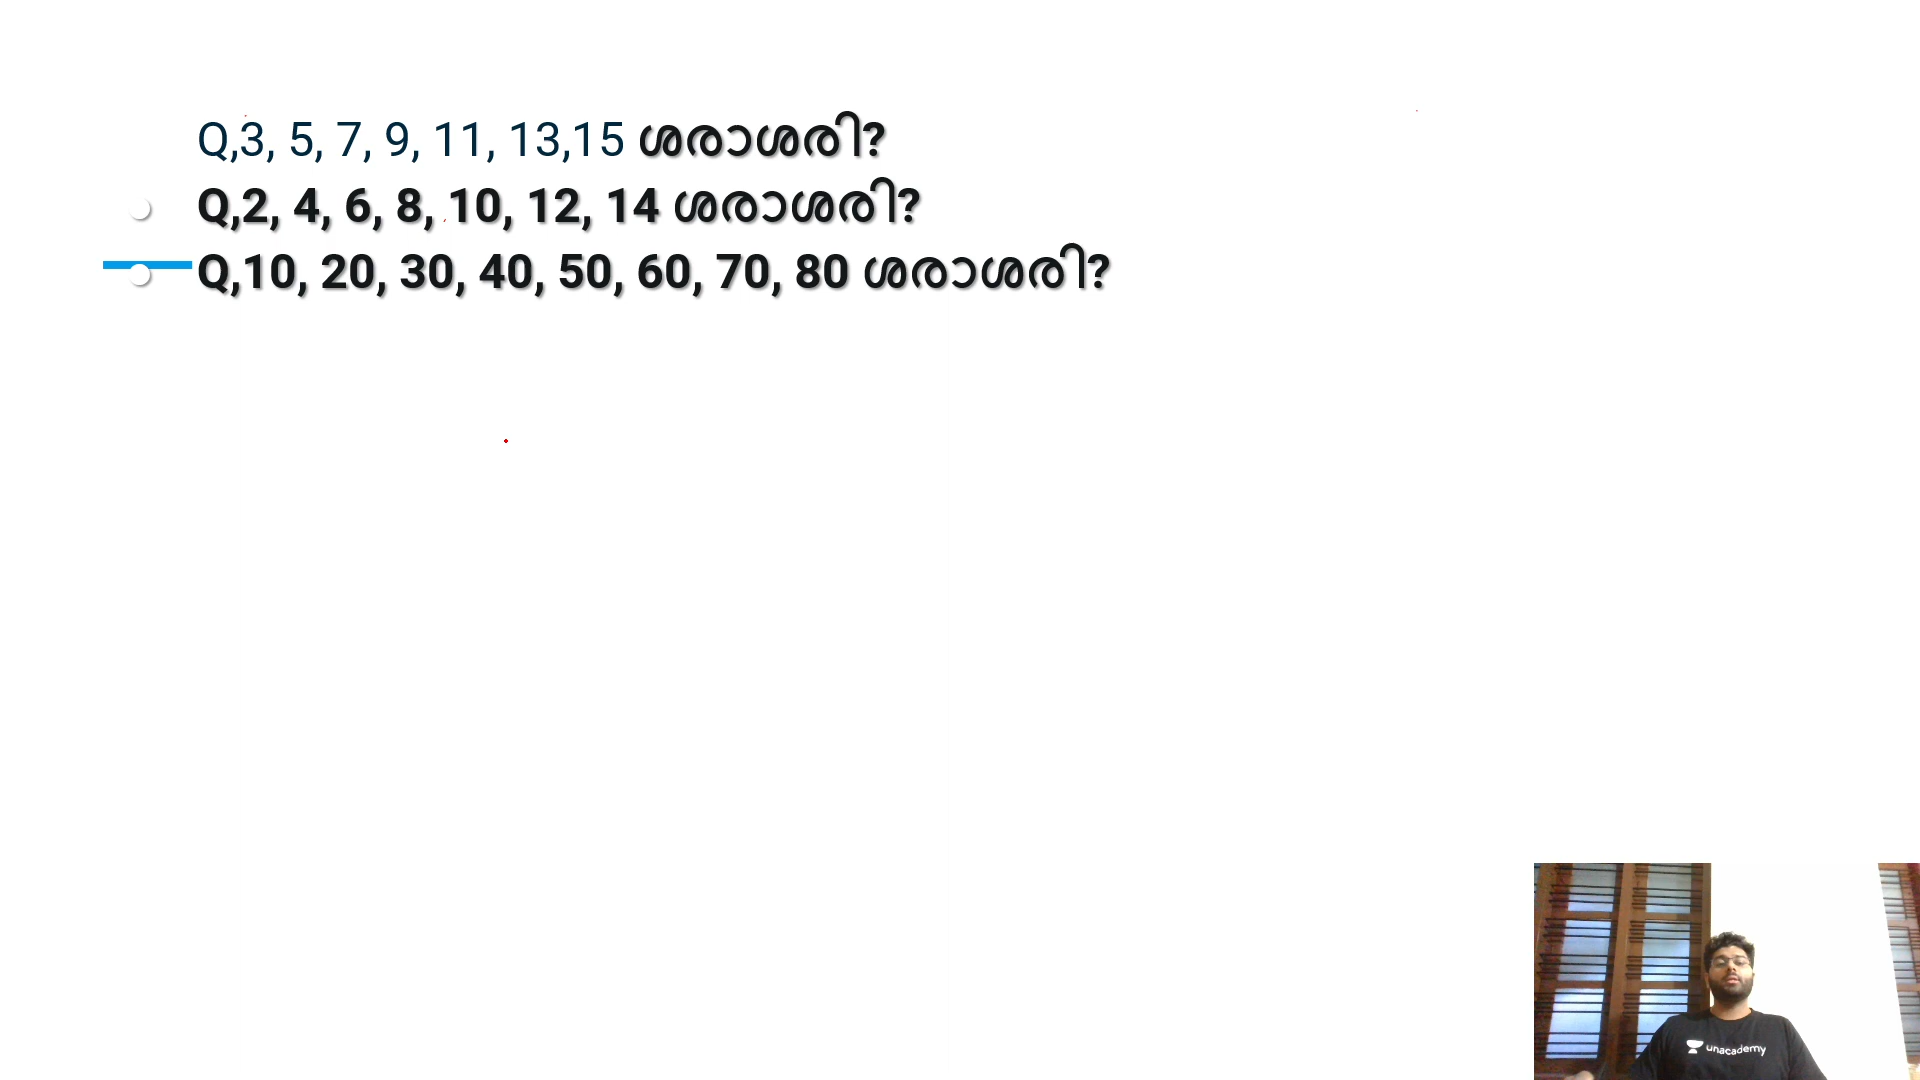 Q,3, 5, 7, 9, 11, 13,15 ശരാശരി?
Q,2, 4, 6, 8, 10, 12, 14 ശരാശരി?
Q,10, 20, 30, 40, 50, 60, 70, 80 ശരാശരി?
unacademy